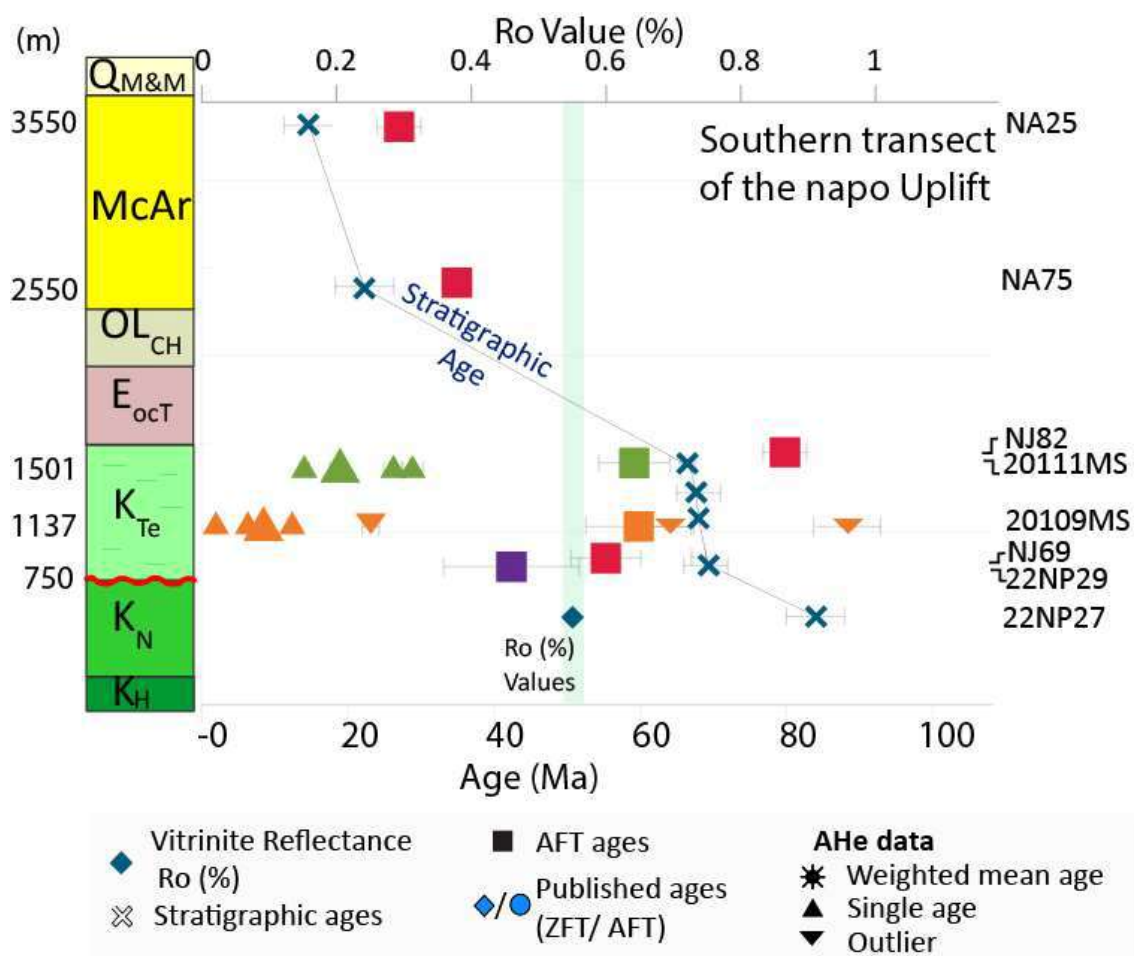 (m)
Ro Value (%)
0 0.2 0.4 0.6 0.8 1
QM&M
3550
NA25
Southern transect
of the napo Uplift
McAr
2550
NA75
Stratigraphic
Age
OLCH
EocT
NJ82
1501
20111MS
KTe
1137
20109MS
NJ69
750
22NP29
KN
22NP27
Ro (%)
Values
KH
-0 20 40 60 80 100
Age (Ma)
Vitrinite Reflectance
Ro (%)
Stratigraphic ages
AFT ages
Published ages
(ZFT/ AFT)
AHe data
Weighted mean age
Single age
Outlier